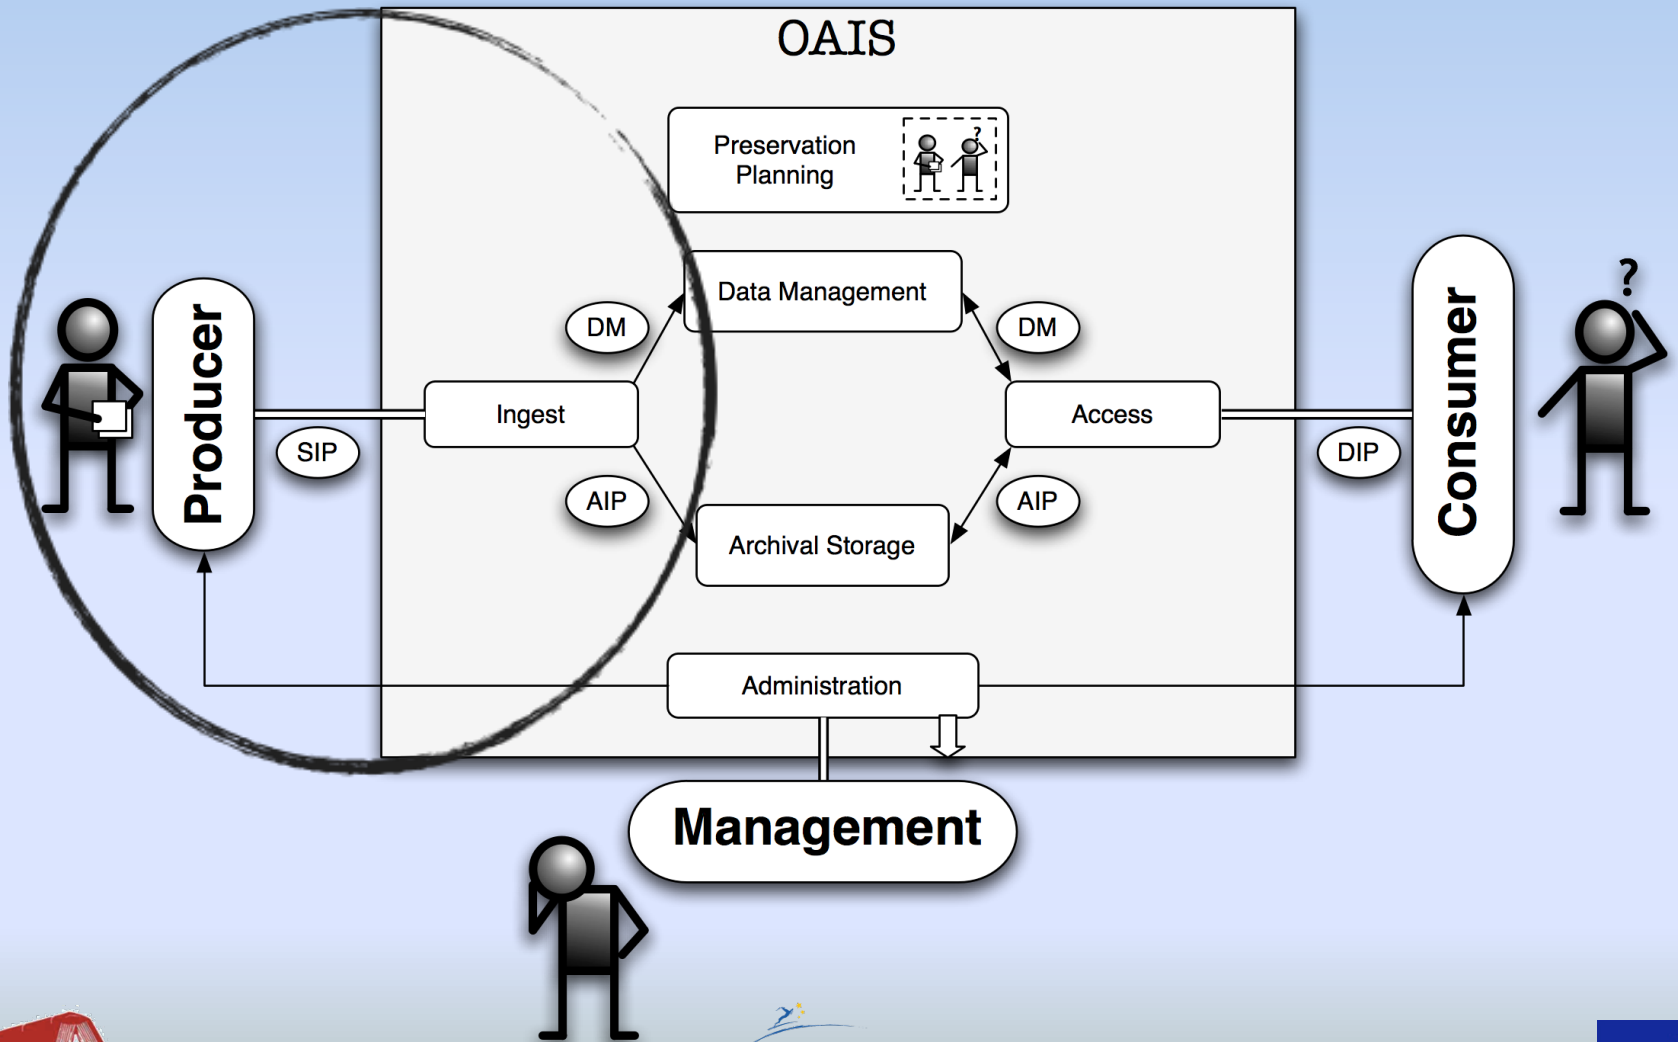 OAIS
Preservation
Planning
?
Data Management
DM
DM
?
Producer
Ingest
Access
Consumer
SIP
DIP
AIP
AIP
Archival Storage
Administration
Management